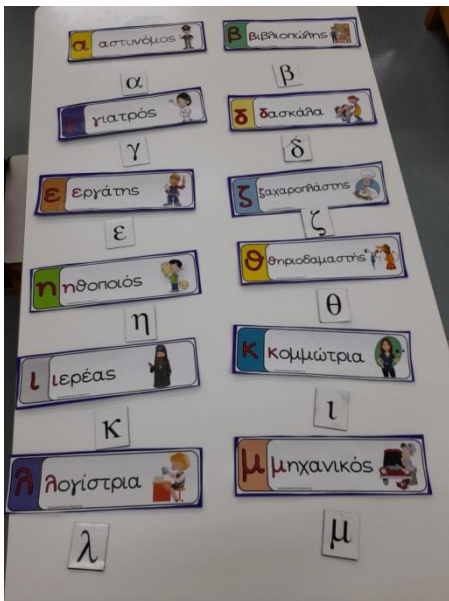 α αστυνόμος
β βιβλιοπώλης
α
β
γ γιατρός
δ δασκάλα
γ
δ
ε εργάτης
ζ ζαχαροπλάστης
ε
ζ
η ηθοποιός
θ θηριοδαμαστής
η
θ
ι ιερέας
κ κομμώτρια
κ
ι
λ λογίστρια
μ μηχανικός
λ
μ